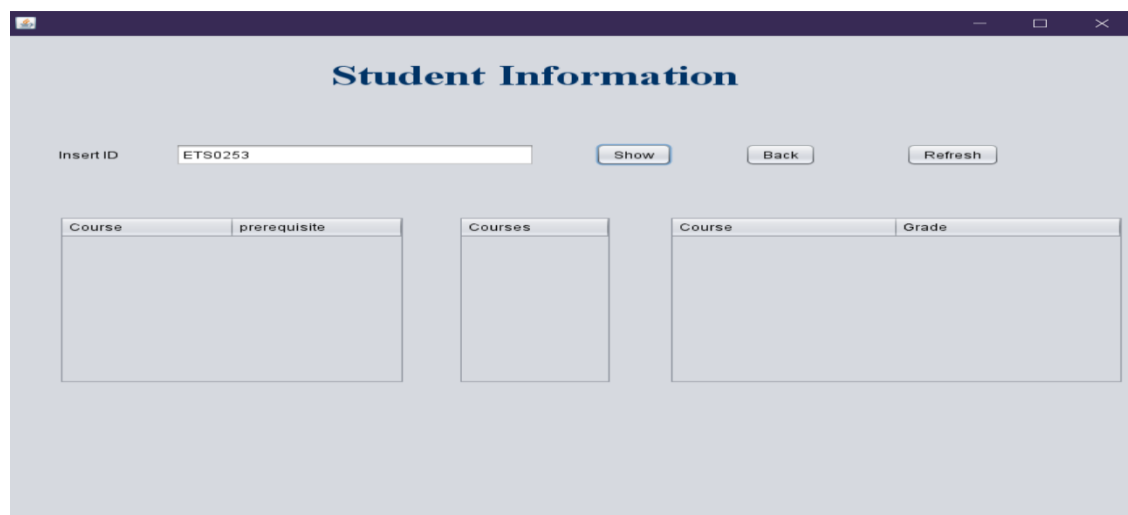 Student Information
Insert ID ETS0253 Show Back Refresh
Course prerequisite Courses Course Grade